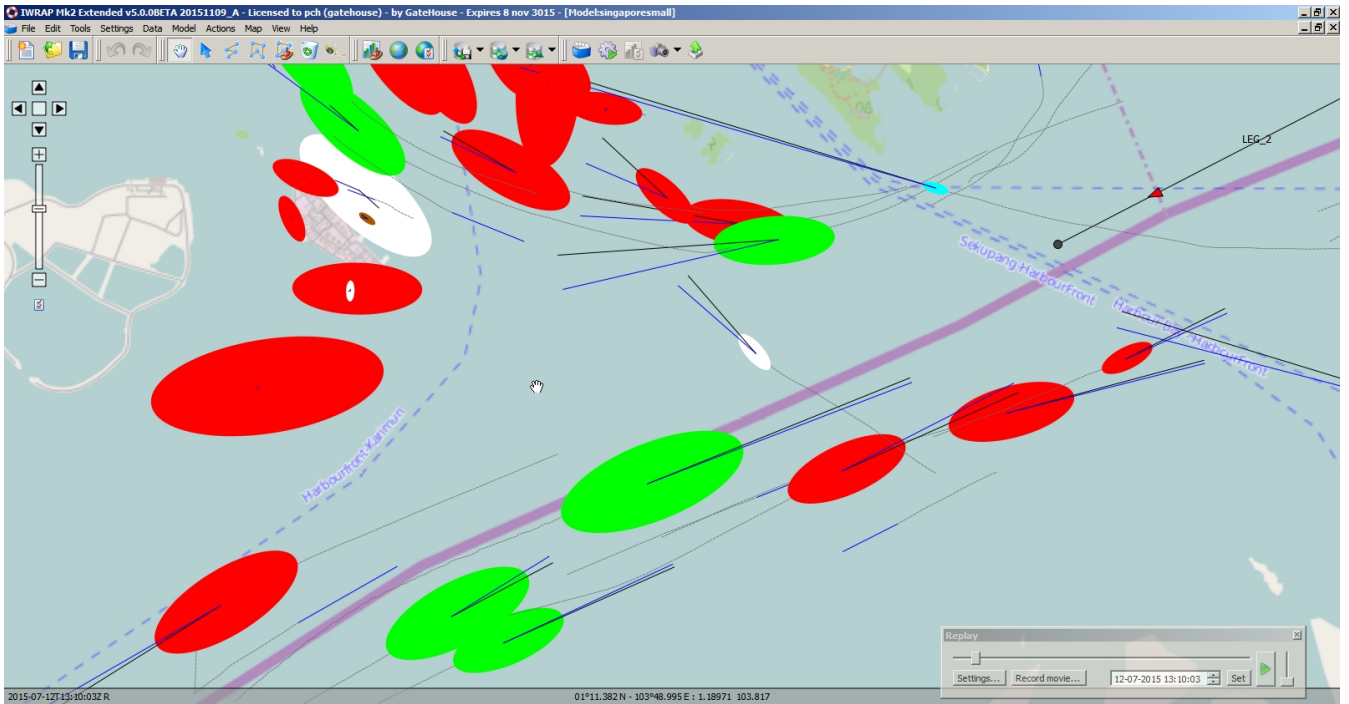 IWRAP Mk2 Extended v5.0.0BETA 20151109_A - Licensed to pch (gatehouse) - by GateHouse - Expires 8 nov 3015 - [Model:singaporesmall]
File Edit Tools Settings Data Model Actions Map View Help
LEG_2
Sekupang-HarbourFront
Harbour Bay - Harbourfront
Harbourfront-Karimun
Replay
Settings... Record movie... 12-07-2015 13:10:03 Set
2015-07-12T13:10:03Z R 01°11.382 N - 103°48.995 E : 1.18971 103.817